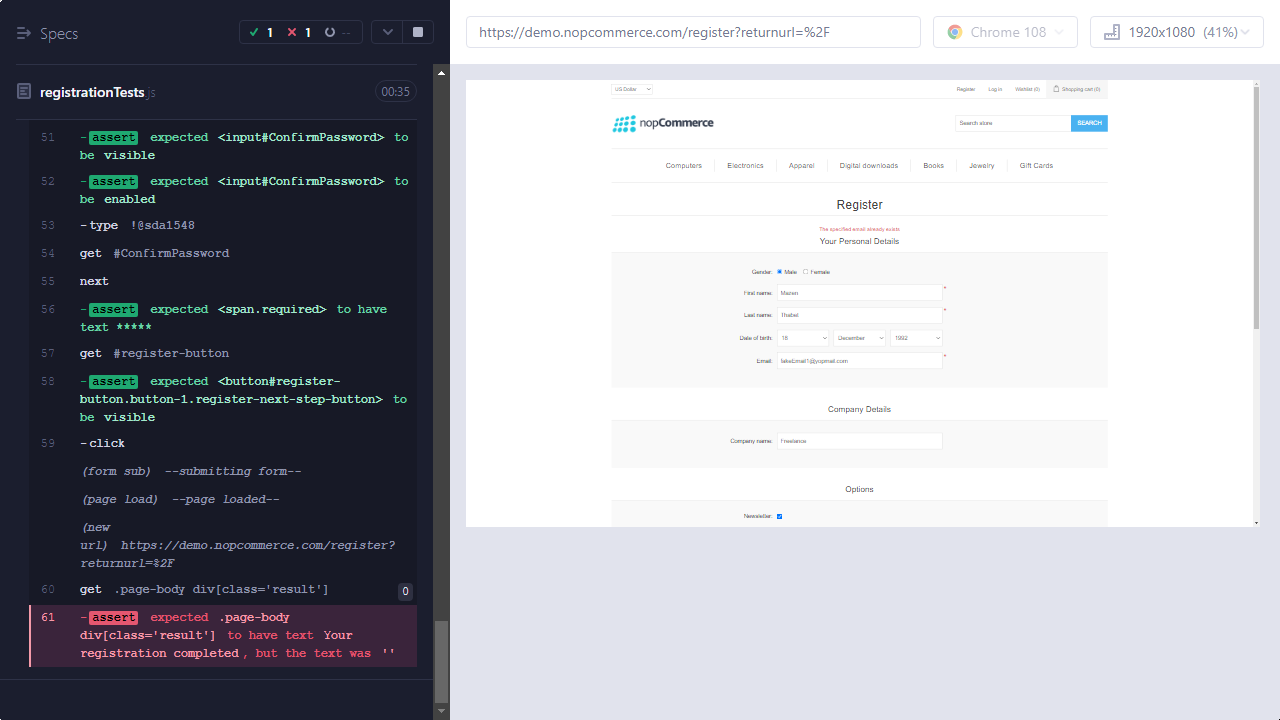 Specs
1
1
--
registrationTests.js
00:35
51 -assert expected <input#ConfirmPassword> to
be visible
52 -assert expected <input#ConfirmPassword> to
be enabled
53 -type !@sda1548
54 get #ConfirmPassword
55 next
56 -assert expected <span.required> to have
text *****
57 get #register-button
58 -assert expected <button#register-
button.button-1.register-next-step-button> to
be visible
59 -click
(form sub) --submitting form--
(page load) --page loaded--
(new
url) https://demo.nopcommerce.com/register?
returnurl=%2F
60 get .page-body div[class='result'] 0
61 -assert expected .page-body
div[class='result'] to have text Your
registration completed, but the text was ''
https://demo.nopcommerce.com/register?returnurl=%2F
Chrome 108
1920x1080 (41%)
US Dollar
Register Log in Wishlist (0) Shopping cart (0)
nopCommerce
Search store SEARCH
Computers Electronics Apparel Digital downloads Books Jewelry Gift Cards
Register
The specified email already exists
Your Personal Details
Gender: Male Female
First name: Mazen *
Last name: Thabet *
Date of birth: 18 December 1992
Email: fakeEmail1@yopmail.com *
Company Details
Company name: Freelance
Options
Newsletter: